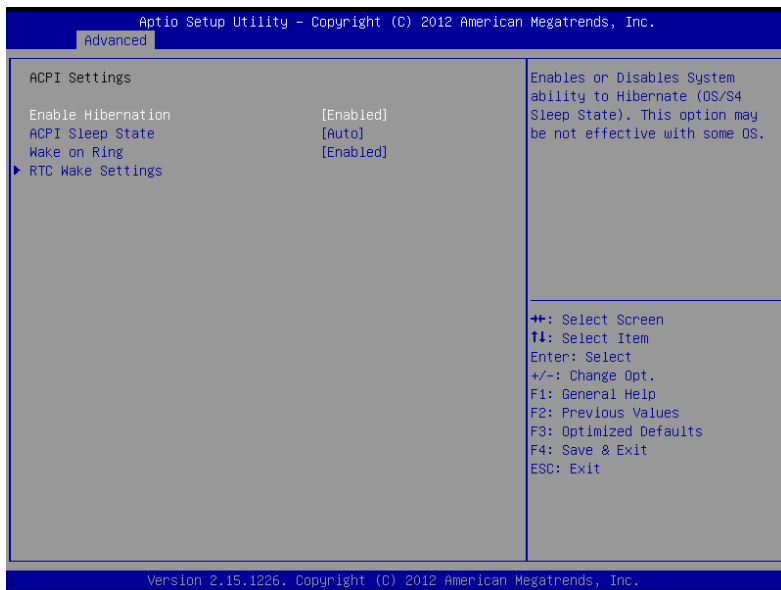 Aptio Setup Utility – Copyright (C) 2012 American Megatrends, Inc.
Advanced
ACPI Settings
Enable Hibernation [Enabled]
ACPI Sleep State [Auto]
Wake on Ring [Enabled]
RTC Wake Settings
Enables or Disables System
ability to Hibernate (OS/S4
Sleep State). This option may
be not effective with some OS.
→←: Select Screen
↑↓: Select Item
Enter: Select
+/-: Change Opt.
F1: General Help
F2: Previous Values
F3: Optimized Defaults
F4: Save & Exit
ESC: Exit
Version 2.15.1226. Copyright (C) 2012 American Megatrends, Inc.